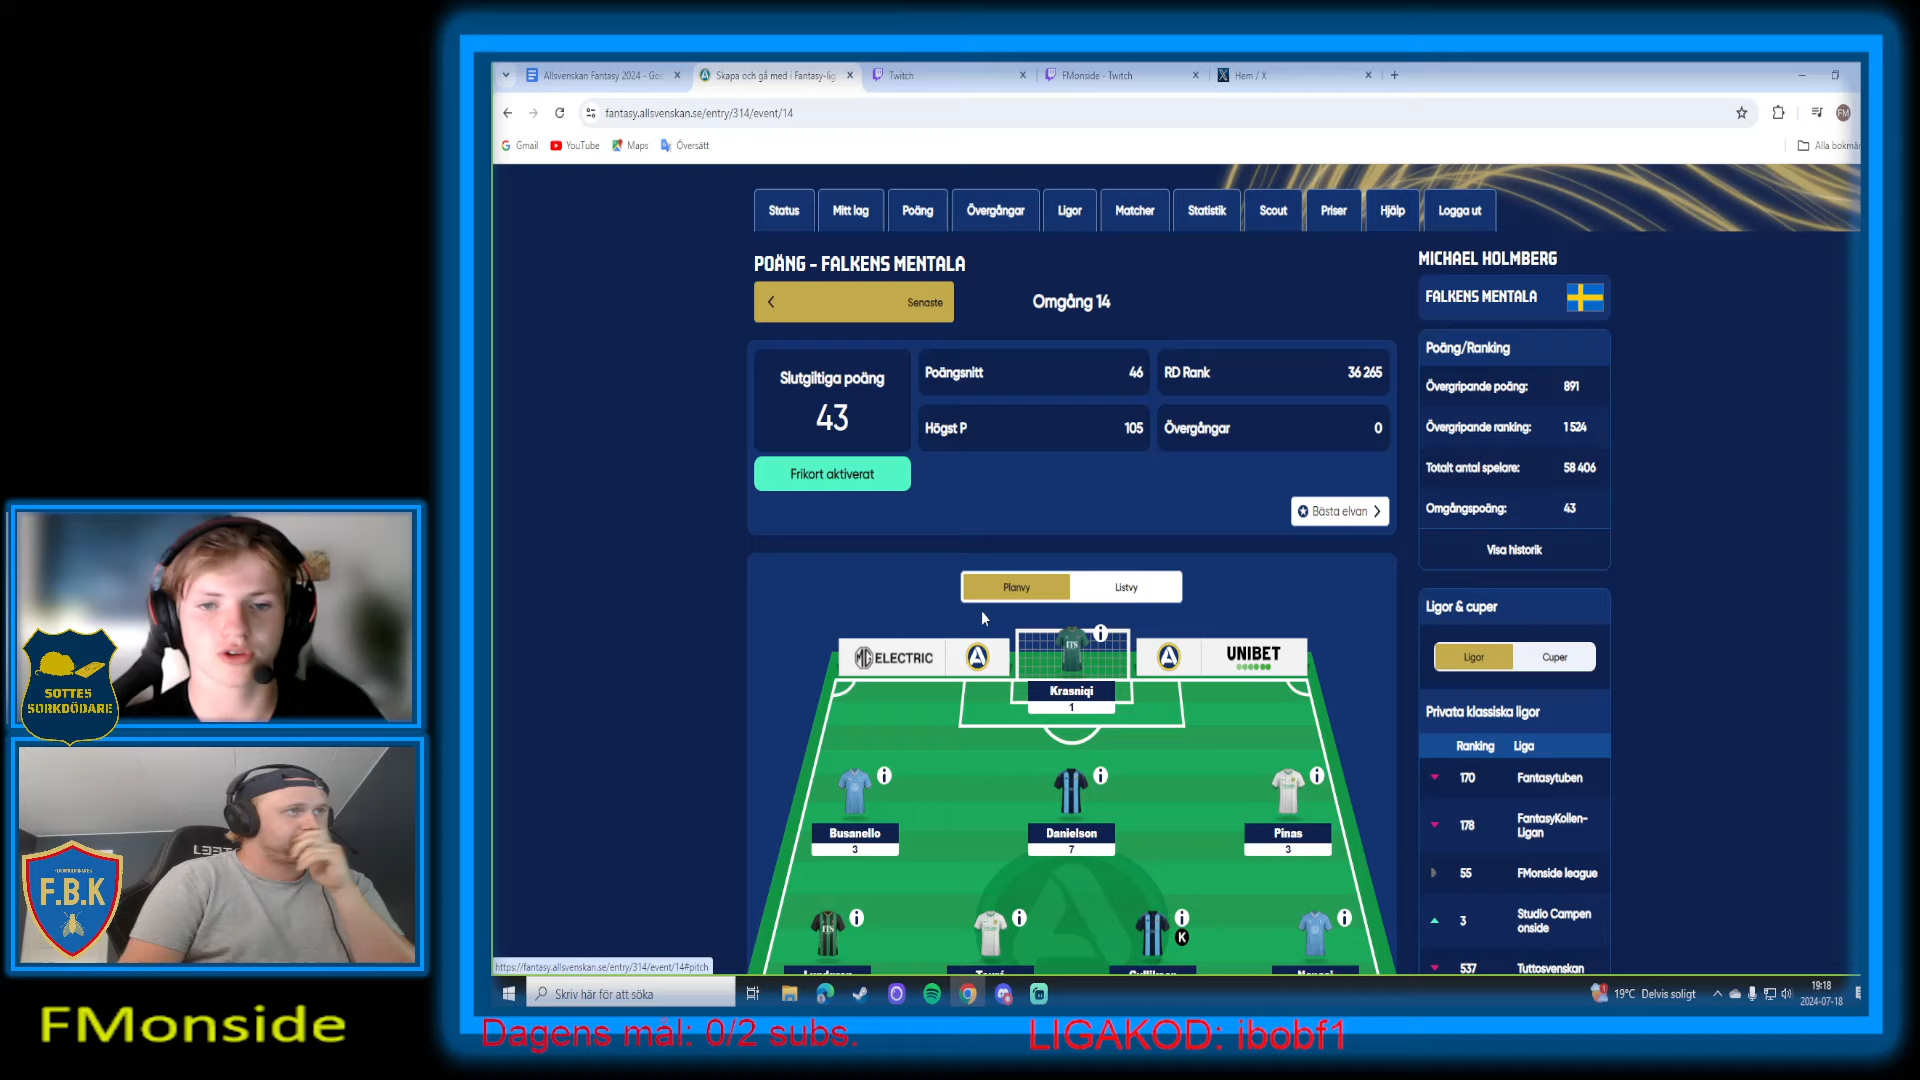 Allsvenskan Fantasy 2024 - Goo
Skapa och gå med i Fantasy-lig
Twitch
FMonside - Twitch
Hem / X
fantasy.allsvenskan.se/entry/314/event/14
FM
Gmail
YouTube
Maps
Översätt
Alla bokmär
Status
Mitt lag
Poäng
Övergångar
Ligor
Matcher
Statistik
Scout
Priser
Hjälp
Logga ut
POÄNG - FALKENS MENTALA
Senaste
Omgång 14
Slutgiltiga poäng
43
Frikort aktiverat
Poängsnitt 46
RD Rank 36 265
Högst P 105
Övergångar 0
Bästa elvan
Planvy
Listvy
MG ELECTRIC
UNIBET
ITS
Krasniqi
1
Busanello
3
Danielson
7
Pinas
3
ITS
K
MICHAEL HOLMBERG
FALKENS MENTALA
Poäng/Ranking
Övergripande poäng: 891
Övergripande ranking: 1 524
Totalt antal spelare: 58 406
Omgångspoäng: 43
Visa historik
Ligor & cuper
Ligor
Cuper
Privata klassiska ligor
Ranking Liga
170 Fantasytuben
178 FantasyKollen-
Ligan
55 FMonside league
3 Studio Campen
onside
537 Tuttosvenskan
https://fantasy.allsvenskan.se/entry/314/event/14#pitch
Skriv här för att söka
19°C Delvis soligt
19:18
2024-07-18
SOTTES
SORKDÖDARE
F.B.K
FMonside
Dagens mål: 0/2 subs.
LIGAKOD: ibobf1